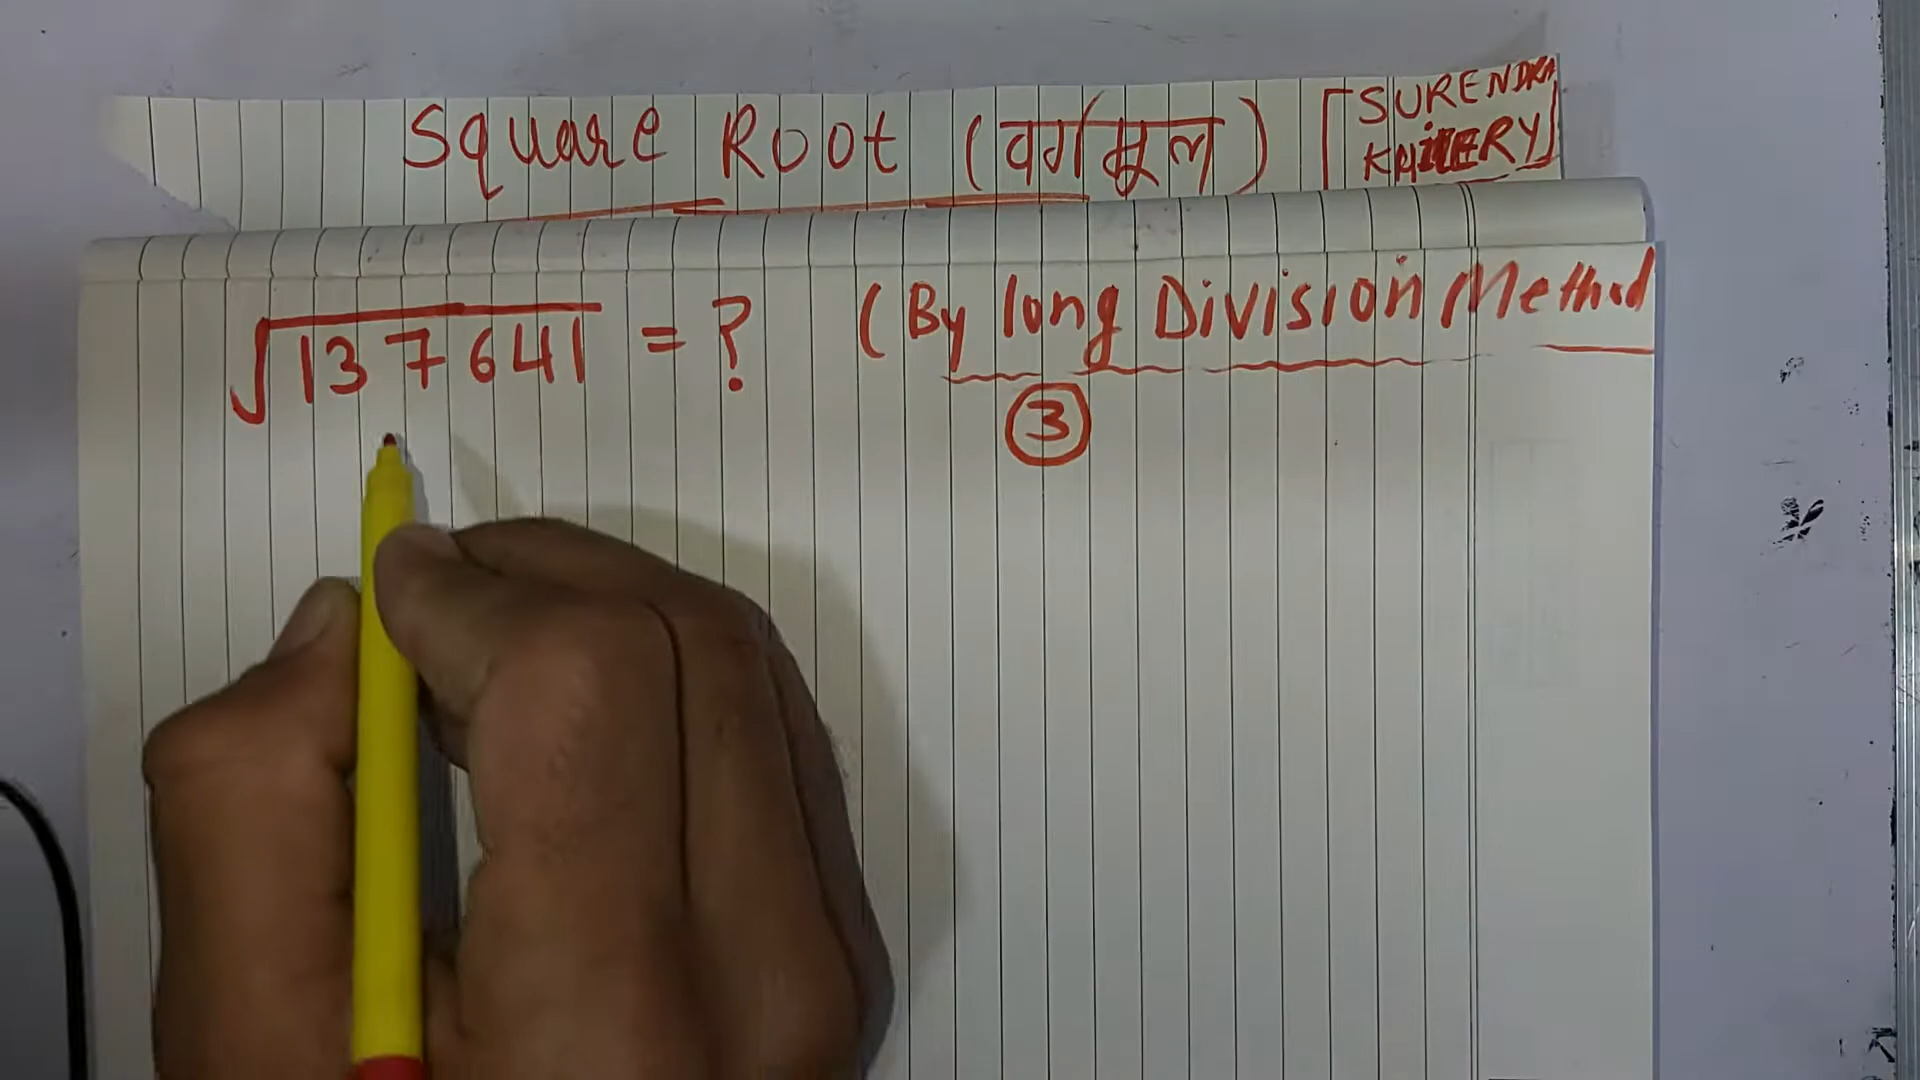 Square Root (वर्गमूल) [SURENDRA
KHILERY]
√137641 = ? (By long Division Method
③